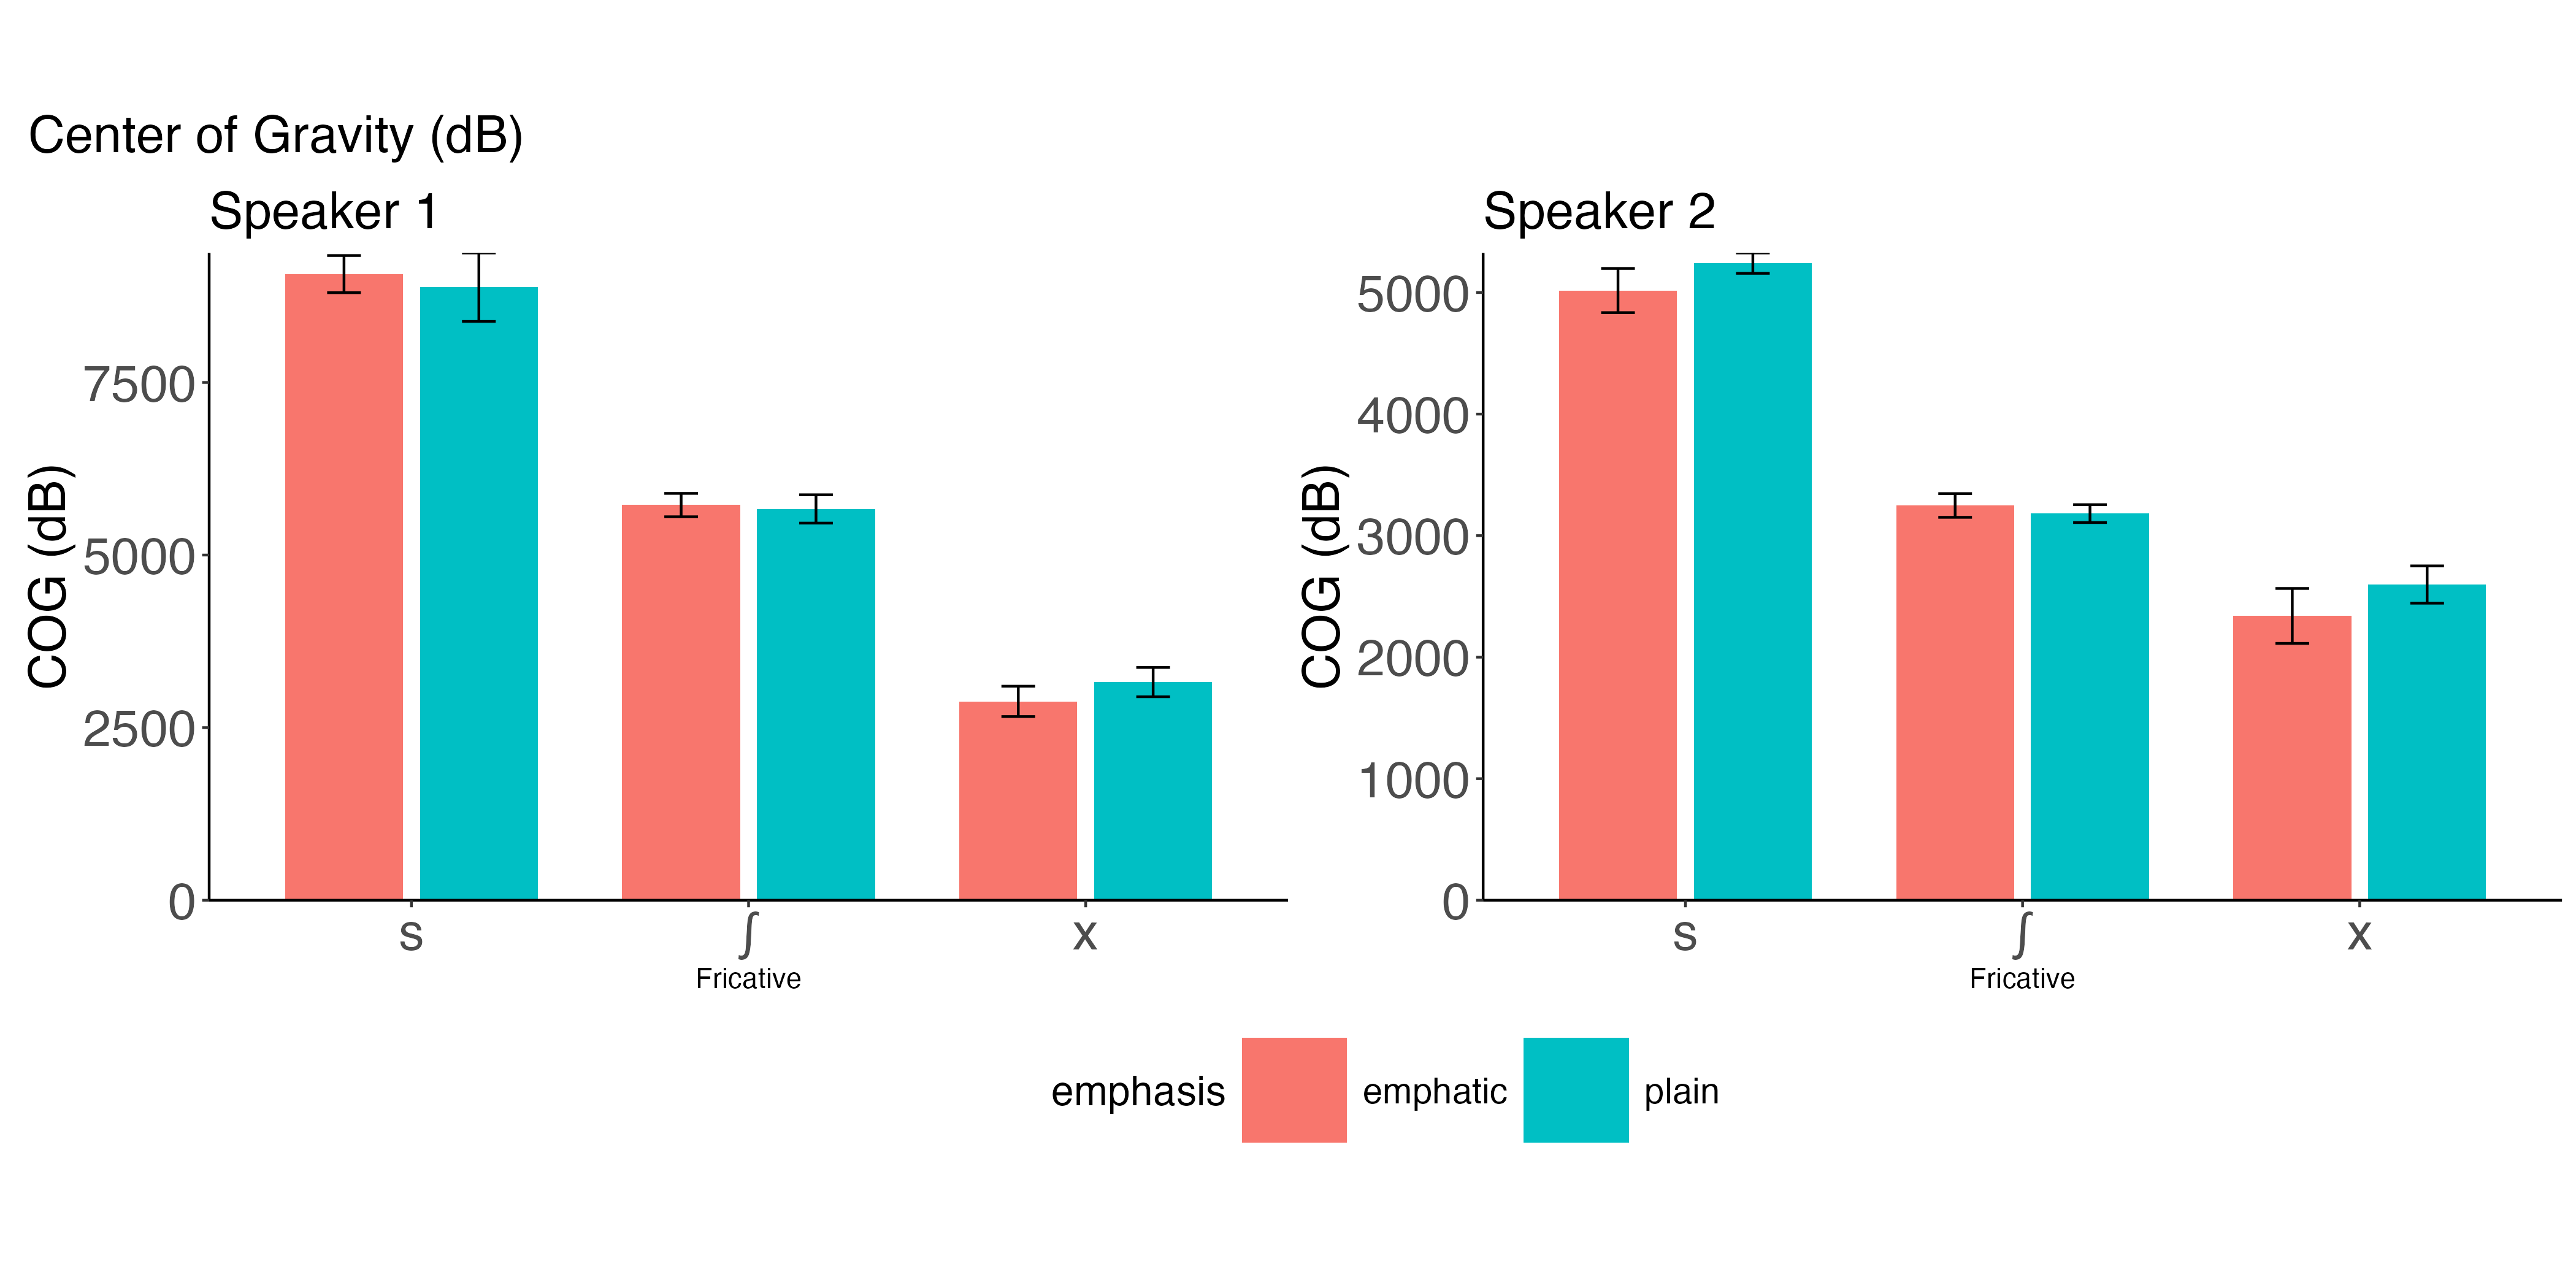 Center of Gravity (dB)
Speaker 1
COG (dB)
7500
5000
2500
0
s
ʃ
x
Fricative
Speaker 2
COG (dB)
5000
4000
3000
2000
1000
0
s
ʃ
x
Fricative
emphasis emphatic plain